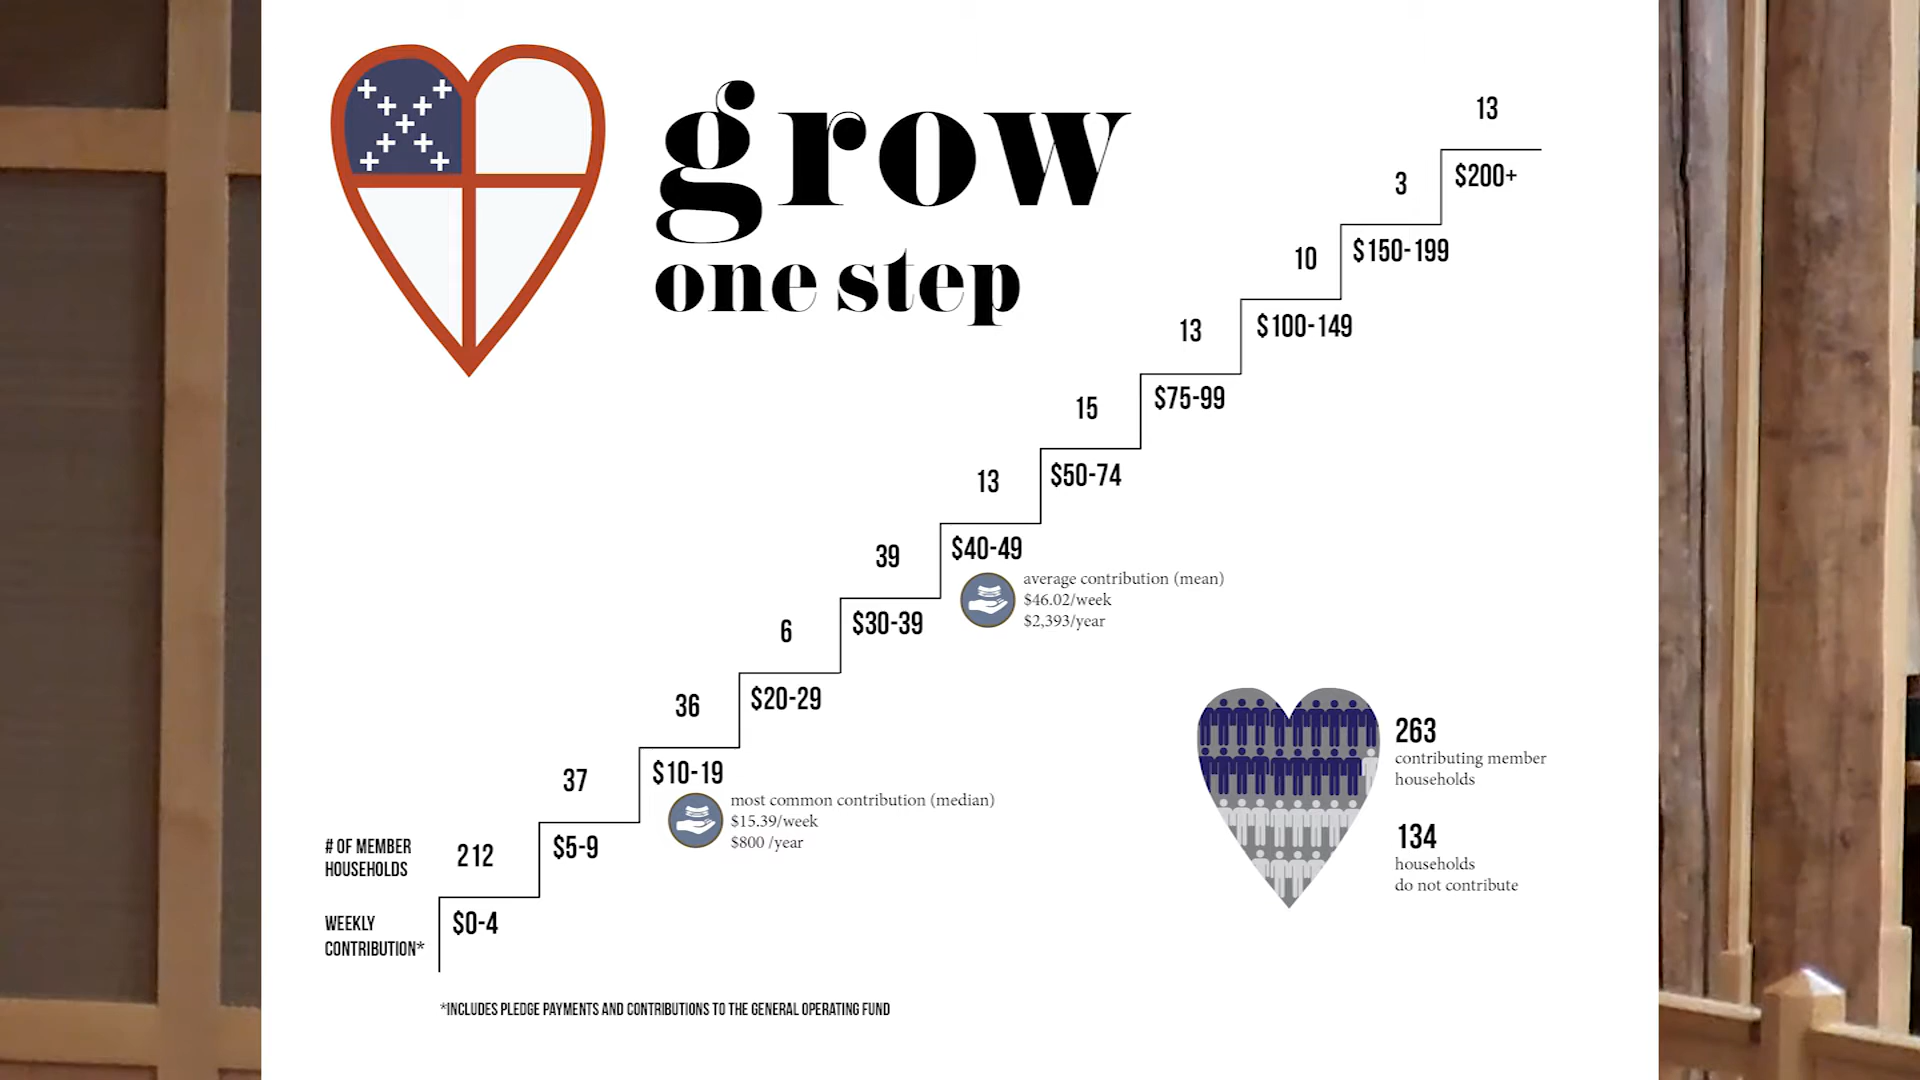 grow
one step
13
$200+
3
$150-199
10
$100-149
13
$75-99
15
$50-74
13
$40-49
average contribution (mean)
$46.02/week
$2,393/year
39
$30-39
6
$20-29
36
$10-19
most common contribution (median)
$15.39/week
$800 /year
37
$5-9
# OF MEMBER
HOUSEHOLDS
212
WEEKLY
CONTRIBUTION*
$0-4
263
contributing member
households
134
households
do not contribute
*INCLUDES PLEDGE PAYMENTS AND CONTRIBUTIONS TO THE GENERAL OPERATING FUND